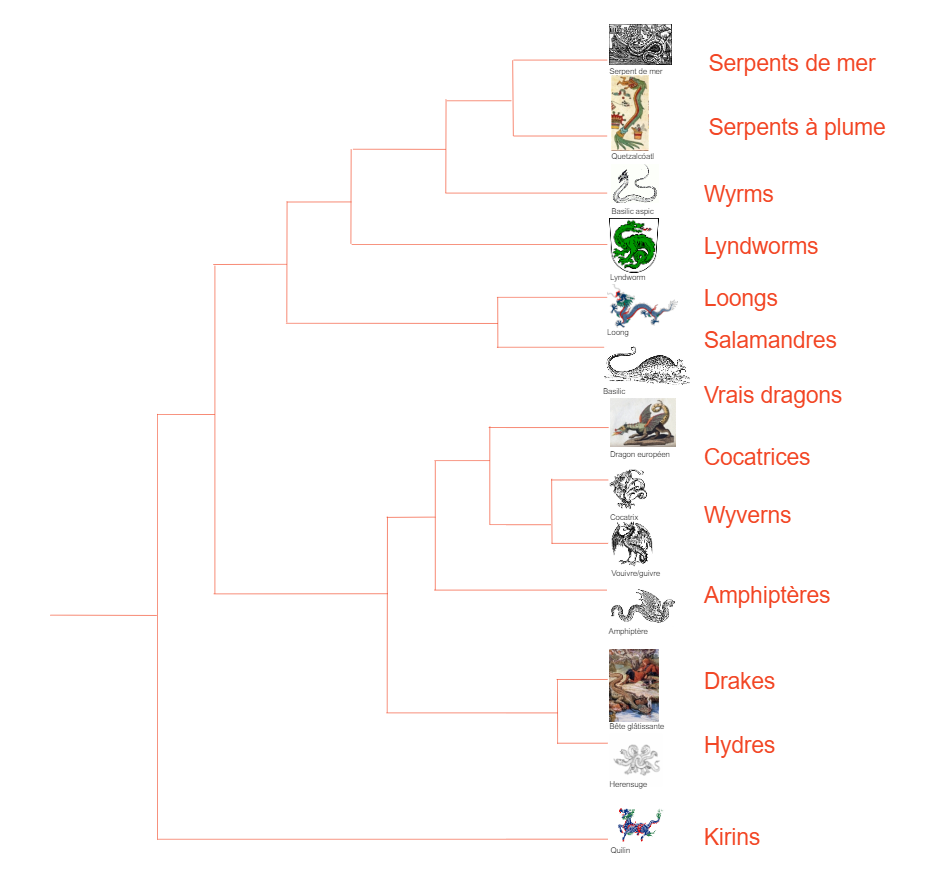 Serpent de mer
Serpents de mer
Serpents à plume
Quetzalcóatl
Wyrms
Basilic aspic
Lyndworms
Lyndworm
Loongs
Loong
Salamandres
Basilic
Vrais dragons
Dragon européen
Cocatrices
Cocatrix
Wyverns
Vouivre/guivre
Amphiptères
Amphiptère
Drakes
Bête glâtissante
Hydres
Herensuge
Kirins
Quilin